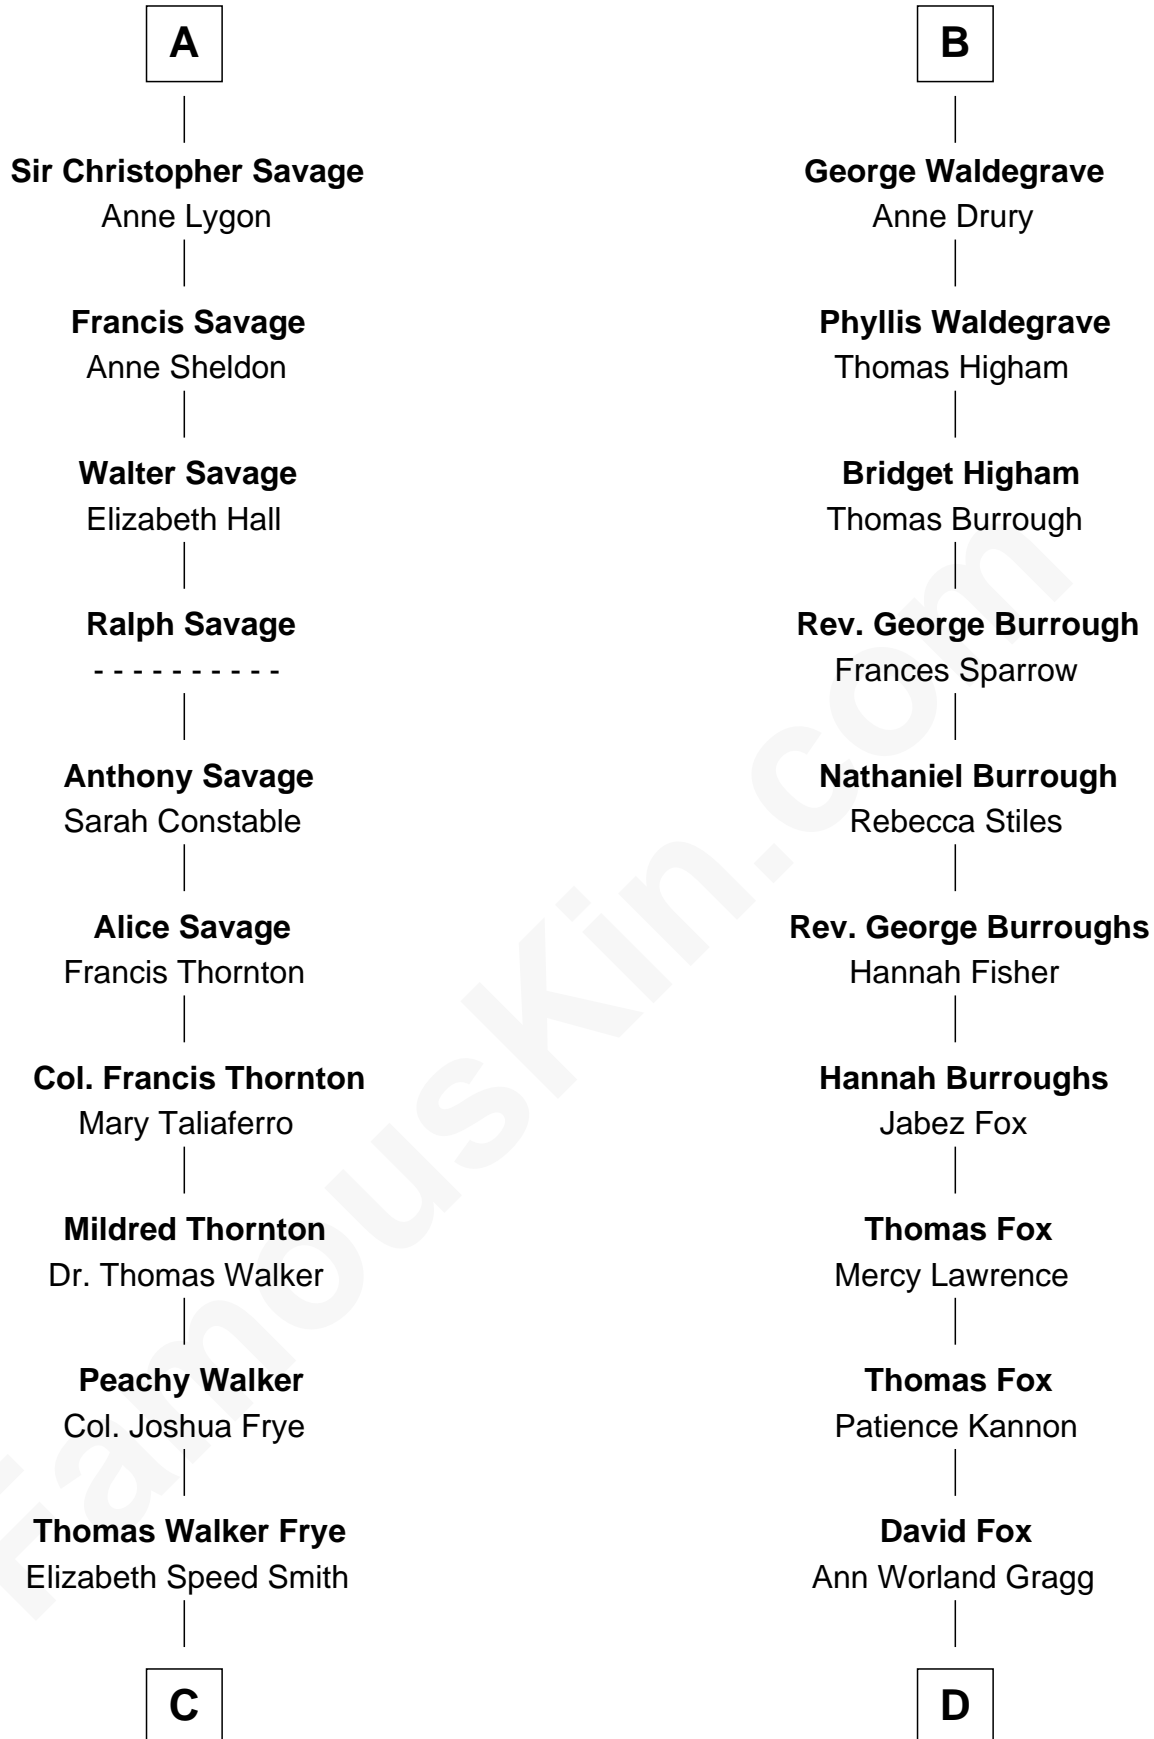 A
Sir Christopher Savage
Anne Lygon
Francis Savage
Anne Sheldon
Walter Savage
Elizabeth Hall
Ralph Savage
- - - - - - - - - -
Anthony Savage
Sarah Constable
Alice Savage
Francis Thornton
Col. Francis Thornton
Mary Taliaferro
Mildred Thornton
Dr. Thomas Walker
Peachy Walker
Col. Joshua Frye
Thomas Walker Frye
Elizabeth Speed Smith
C
B
George Waldegrave
Anne Drury
Phyllis Waldegrave
Thomas Higham
Bridget Higham
Thomas Burrough
Rev. George Burrough
Frances Sparrow
Nathaniel Burrough
Rebecca Stiles
Rev. George Burroughs
Hannah Fisher
Hannah Burroughs
Jabez Fox
Thomas Fox
Mercy Lawrence
Thomas Fox
Patience Kannon
David Fox
Ann Worland Gragg
D
FamousKin.com